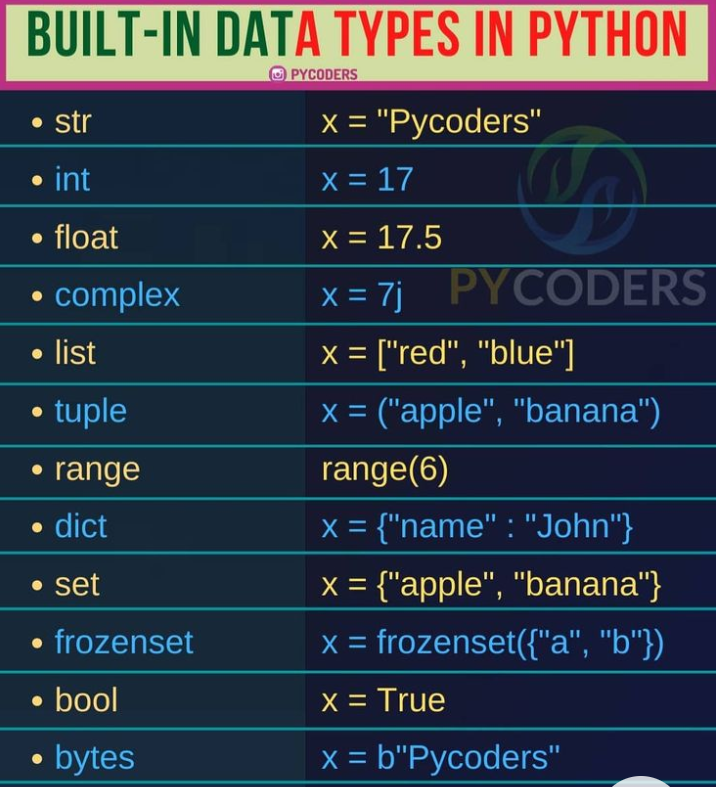 BUILT-IN DATA TYPES IN PYTHON
PYCODERS
• str x = "Pycoders"
• int x = 17
• float x = 17.5
• complex x = 7j
PYCODERS
• list x = ["red", "blue"]
• tuple x = ("apple", "banana")
• range range(6)
• dict x = {"name" : "John"}
• set x = {"apple", "banana"}
• frozenset x = frozenset({"a", "b"})
• bool x = True
• bytes x = b"Pycoders"